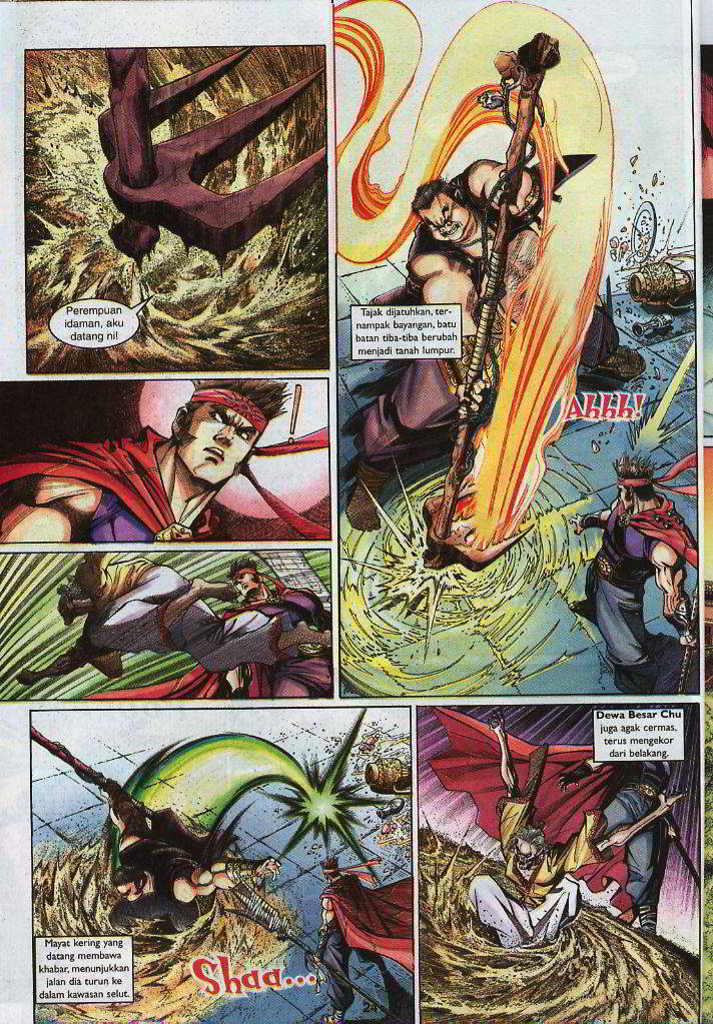 Perempuan
idaman, aku
datang ni!
Tajak dijatuhkan, ter-
nampak bayangan, batu
batan tiba-tiba berubah
menjadi tanah lumpur.
!
Ahhh!
Mayat kering yang
datang membawa
khabar, menunjukkan
jalan dia turun ke
dalam kawasan selut.
Shaa...
Dewa Besar Chu
juga agak cermas,
terus mengekor
dari belakang.
24